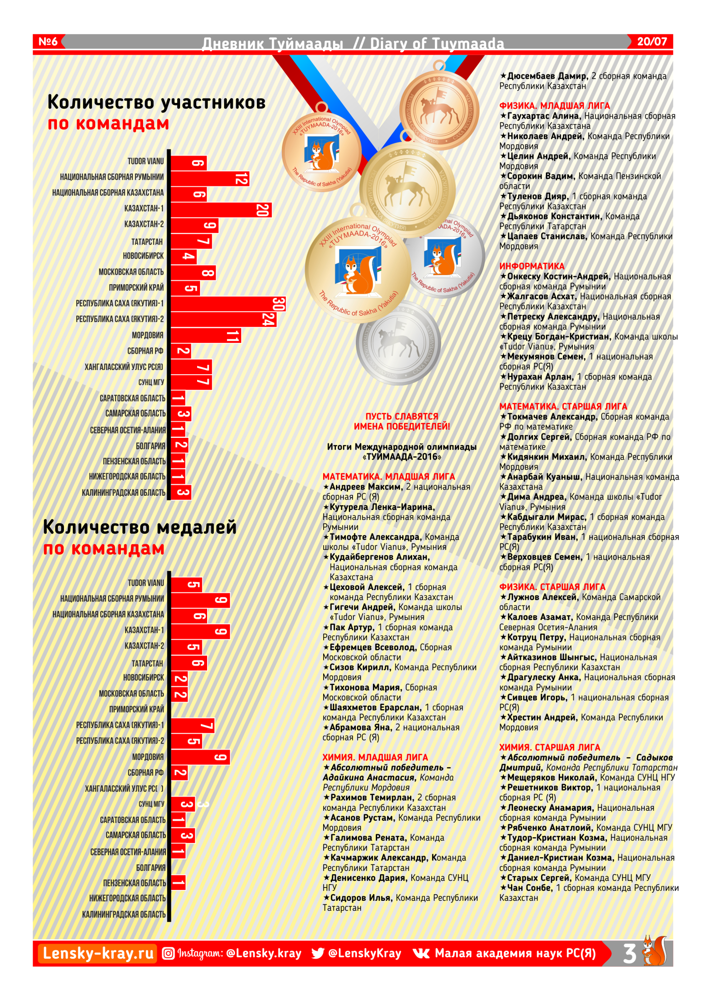 №6
Дневник Туймаады // Diary of Tuymaada
20/07
Количество участников
по командам
TUDOR VIANU 6
НАЦИОНАЛЬНАЯ СБОРНАЯ РУМЫНИИ 12
НАЦИОНАЛЬНАЯ СБОРНАЯ КАЗАХСТАНА 6
КАЗАХСТАН-1 20
КАЗАХСТАН-2 9
ТАТАРСТАН 7
НОВОСИБИРСК 4
МОСКОВСКАЯ ОБЛАСТЬ 8
ПРИМОРСКИЙ КРАЙ 5
РЕСПУБЛИКА САХА (ЯКУТИЯ)-1 30
РЕСПУБЛИКА САХА (ЯКУТИЯ)-2 24
МОРДОВИЯ 11
СБОРНАЯ РФ 2
ХАНГАЛАССКИЙ УЛУС РС(Я) 7
СУНЦ МГУ 7
САРАТОВСКАЯ ОБЛАСТЬ 1
САМАРСКАЯ ОБЛАСТЬ 3
СЕВЕРНАЯ ОСЕТИЯ-АЛАНИЯ 1
БОЛГАРИЯ 2
ПЕНЗЕНСКАЯ ОБЛАСТЬ 1
НИЖЕГОРОДСКАЯ ОБЛАСТЬ 1
КАЛИНИНГРАДСКАЯ ОБЛАСТЬ 3
Количество медалей
по командам
TUDOR VIANU 5
НАЦИОНАЛЬНАЯ СБОРНАЯ РУМЫНИИ 9
НАЦИОНАЛЬНАЯ СБОРНАЯ КАЗАХСТАНА 6
КАЗАХСТАН-1 9
КАЗАХСТАН-2 5
ТАТАРСТАН 6
НОВОСИБИРСК 2
МОСКОВСКАЯ ОБЛАСТЬ 2
ПРИМОРСКИЙ КРАЙ
РЕСПУБЛИКА САХА (ЯКУТИЯ)-1 7
РЕСПУБЛИКА САХА (ЯКУТИЯ)-2 5
МОРДОВИЯ 9
СБОРНАЯ РФ 2
ХАНГАЛАССКИЙ УЛУС РС( )
СУНЦ МГУ 3 3
САРАТОВСКАЯ ОБЛАСТЬ 1
САМАРСКАЯ ОБЛАСТЬ 3
СЕВЕРНАЯ ОСЕТИЯ-АЛАНИЯ 1
БОЛГАРИЯ
ПЕНЗЕНСКАЯ ОБЛАСТЬ 1
НИЖЕГОРОДСКАЯ ОБЛАСТЬ
КАЛИНИНГРАДСКАЯ ОБЛАСТЬ
XXIII International Olympiad
«TUYMAADA-2016»
The Republic of Sakha (Yakutia)
XXIII International Olympiad
«TUYMAADA-2016»
The Republic of Sakha (Yakutia)
The Republic of Sakha (Yakutia)
ПУСТЬ СЛАВЯТСЯ
ИМЕНА ПОБЕДИТЕЛЕЙ!
Итоги Международной олимпиады
«ТУЙМААДА-2016»
МАТЕМАТИКА. МЛАДШАЯ ЛИГА
★Андреев Максим, 2 национальная
сборная РС (Я)
★Кутурела Ленка-Иарина,
Национальная сборная команда
Румынии
★Тимофте Александра, Команда
школы «Tudor Vianu», Румыния
★Кудайбергенов Алихан,
Национальная сборная команда
Казахстана
★Цеховой Алексей, 1 сборная
команда Республики Казахстан
★Гигечи Андрей, Команда школы
«Tudor Vianu», Румыния
★Пак Артур, 1 сборная команда
Республики Казахстан
★Ефремцев Всеволод, Сборная
Московской области
★Сизов Кирилл, Команда Республики
Мордовия
★Тихонова Мария, Сборная
Московской области
★Шаяхметов Ерарслан, 1 сборная
команда Республики Казахстан
★Абрамова Яна, 2 национальная
сборная РС (Я)
ХИМИЯ. МЛАДШАЯ ЛИГА
★Абсолютный победитель –
Адайкина Анастасия, Команда
Республики Мордовия
★Рахимов Темирлан, 2 сборная
команда Республики Казахстан
★Асанов Рустам, Команда Республики
Мордовия
★Галимова Рената, Команда
Республики Татарстан
★Качмаржик Александр, Команда
Республики Татарстан
★Денисенко Дария, Команда СУНЦ
НГУ
★Сидоров Илья, Команда Республики
Татарстан
★Дюсембаев Дамир, 2 сборная команда
Республики Казахстан
ФИЗИКА. МЛАДШАЯ ЛИГА
★Гаухартас Алина, Национальная сборная
Республики Казахстана
★Николаев Андрей, Команда Республики
Мордовия
★Целин Андрей, Команда Республики
Мордовия
★Сорокин Вадим, Команда Пензинской
области
★Туленов Дияр, 1 сборная команда
Республики Казахстан
★Дьяконов Константин, Команда
Республики Татарстан
★Цапаев Станислав, Команда Республики
Мордовия
ИНФОРМАТИКА
★Онкеску Костин-Андрей, Национальная
сборная команда Румынии
★Жалгасов Асхат, Национальная сборная
Республики Казахстан
★Петреску Александру, Национальная
сборная команда Румынии
★Крецу Богдан-Кристиан, Команда школы
«Tudor Vianu», Румыния
★Мекумянов Семен, 1 национальная
сборная РС(Я)
★Нурахан Арлан, 1 сборная команда
Республики Казахстан
МАТЕМАТИКА. СТАРШАЯ ЛИГА
★Токмачев Александр, Сборная команда
РФ по математике
★Долгих Сергей, Сборная команда РФ по
математике
★Кидянкин Михаил, Команда Республики
Мордовия
★Анарбай Куаныш, Национальная команда
Казахстана
★Дима Андреа, Команда школы «Tudor
Vianu», Румыния
★Кабдыгали Мирас, 1 сборная команда
Республики Казахстан
★Тарабукин Иван, 1 национальная сборная
РС(Я)
★Верховцев Семен, 1 национальная
сборная РС(Я)
ФИЗИКА. СТАРШАЯ ЛИГА
★Лужнов Алексей, Команда Самарской
области
★Калоев Азамат, Команда Республики
Северная Осетия-Алания
★Котруц Петру, Национальная сборная
команда Румынии
★Айтказинов Шынгыс, Национальная
сборная Республики Казахстан
★Драгулеску Анка, Национальная сборная
команда Румынии
★Сивцев Игорь, 1 национальная сборная
РС(Я)
★Хрестин Андрей, Команда Республики
Мордовия
ХИМИЯ. СТАРШАЯ ЛИГА
★Абсолютный победитель – Садыков
Дмитрий, Команда Республики Татарстан
★Мещеряков Николай, Команда СУНЦ НГУ
★Решетников Виктор, 1 национальная
сборная РС (Я)
★Леонеску Анамария, Национальная
сборная команда Румынии
★Рябченко Анатлоий, Команда СУНЦ МГУ
★Тудор-Кристиан Козма, Национальная
сборная команда Румынии
★Даниел-Кристиан Козма, Национальная
сборная команда Румынии
★Старых Сергей, Команда СУНЦ МГУ
★Чан Сонбе, 1 сборная команда Республики
Казахстан
Lensky-kray.ru Instagram: @Lensky.kray @LenskyKray Малая академия наук РС(Я) 3